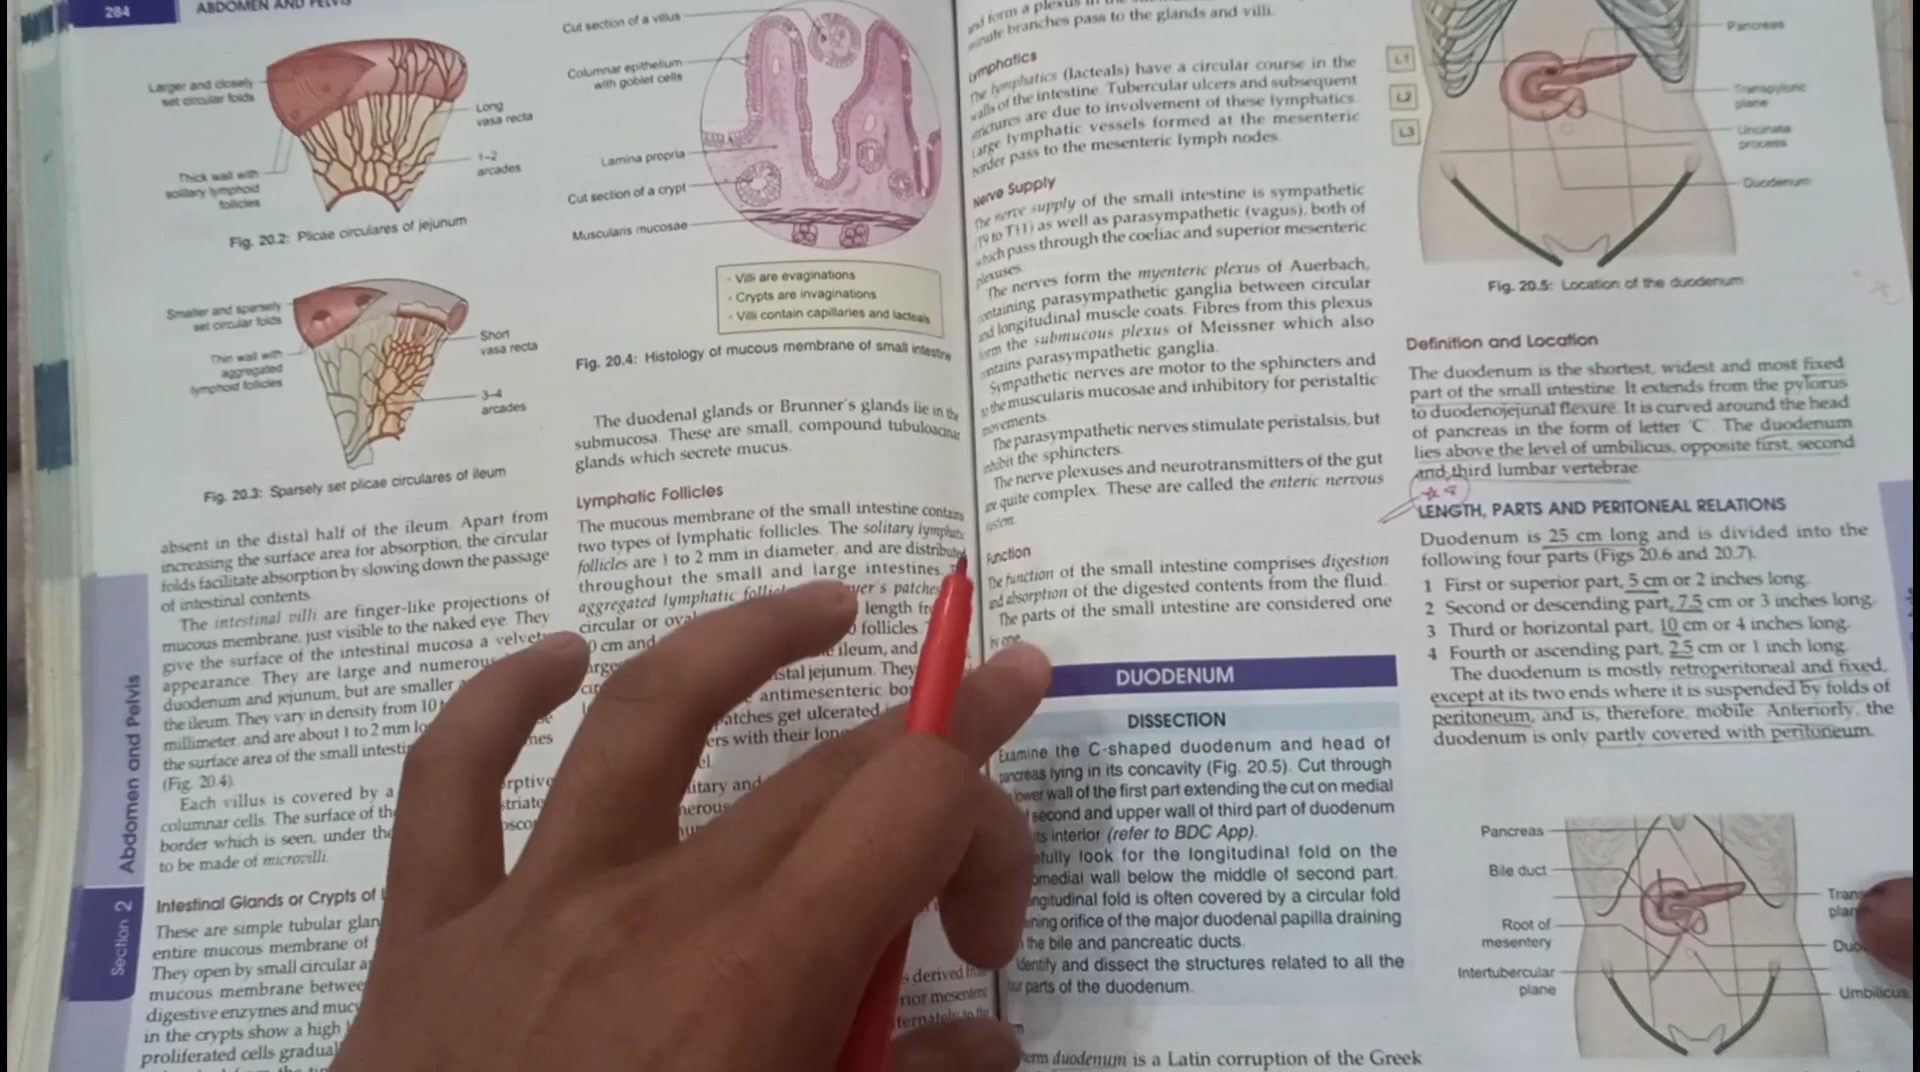 284
ABDOMEN AND PELVIS
Larger and closely
set circular folds
Long
vasa recta
1–2
arcades
Thick wall with
solitary lymphoid
follicles
Fig. 20.2: Plicae circulares of jejunum
Smaller and sparsely
set circular folds
Thin wall with
aggregated
lymphoid follicles
Short
vasa recta
3–4
arcades
Fig. 20.3: Sparsely set plicae circulares of ileum
absent in the distal half of the ileum. Apart from
increasing the surface area for absorption, the circular
folds facilitate absorption by slowing down the passage
of intestinal contents.
The intestinal villi are finger-like projections of
mucous membrane, just visible to the naked eye. They
give the surface of the intestinal mucosa a
appearance. They are large and numerous
duodenum and jejunum, but are smaller
the ileum. They vary in density from 10
millimeter, and are about 1 to 2 mm
the surface area of the small
(Fig. 20.4).
Each villus is covered by a
columnar cells. The surface of the
border which is seen, under the
to be made of microvilli.
Intestinal Glands or Crypts of
These are simple tubular
entire mucous membrane of
They open by small circular
mucous membrane
digestive enzymes and
in the crypts show a high
proliferated cells
Abdomen and Pelvis
Section 2
Cut section of a villus
Columnar epithelium
with goblet cells
Lamina propria
Cut section of a crypt
Muscularis mucosae
- Villi are evaginations
- Crypts are invaginations
- Villi contain capillaries and lacteals
Fig. 20.4: Histology of mucous membrane of small intestine
The duodenal glands or Brunner's glands lie in the
submucosa. These are small, compound
glands which secrete mucus.
Lymphatic Follicles
The mucous membrane of the small intestine contains
two types of lymphatic follicles. The solitary
follicles are 1 to 2 mm in diameter, and are
throughout the small and large intestines.
aggregated lymphatic patches
circular or length
cm and follicles.
ileum, and
jejunum. They
antimesenteric
patches get ulcerated
with their
and
derived
and form a plexus in
minute branches pass to the glands and villi.
Lymphatics
The lymphatics (lacteals) have a circular course in the
walls of the intestine. Tubercular ulcers and subsequent
strictures are due to involvement of these lymphatics.
Large lymphatic vessels formed at the mesenteric
border pass to the mesenteric lymph nodes.
Nerve Supply
The nerve supply of the small intestine is sympathetic
(T9 to T11) as well as parasympathetic (vagus), both of
which pass through the coeliac and superior mesenteric
plexuses.
The nerves form the myenteric plexus of Auerbach,
containing parasympathetic ganglia between circular
and longitudinal muscle coats. Fibres from this plexus
form the submucous plexus of Meissner which also
contains parasympathetic ganglia.
Sympathetic nerves are motor to the sphincters and
to the muscularis mucosae and inhibitory for peristaltic
movements.
The parasympathetic nerves stimulate peristalsis, but
inhibit the sphincters.
The nerve plexuses and neurotransmitters of the gut
are quite complex. These are called the enteric nervous
system.
Function
The function of the small intestine comprises digestion
and absorption of the digested contents from the fluid.
The parts of the small intestine are considered one
by one.
DUODENUM
DISSECTION
Examine the C-shaped duodenum and head of
pancreas lying in its concavity (Fig. 20.5). Cut through
lower wall of the first part extending the cut on medial
second and upper wall of third part of duodenum
its interior (refer to BDC App).
look for the longitudinal fold on the
wall below the middle of second part.
fold is often covered by a circular fold
orifice of the major duodenal papilla draining
the bile and pancreatic ducts.
Identify and dissect the structures related to all the
parts of the duodenum.
duodenum is a Latin corruption of the Greek
L1
L2
L3
Pancreas
Transpyloric
plane
Uncinate
process
Duodenum
Fig. 20.5: Location of the duodenum
Definition and Location
The duodenum is the shortest, widest and most fixed
part of the small intestine. It extends from the pylorus
to duodenojejunal flexure. It is curved around the head
of pancreas in the form of letter 'C'. The duodenum
lies above the level of umbilicus, opposite first, second
and third lumbar vertebrae.
LENGTH, PARTS AND PERITONEAL RELATIONS
Duodenum is 25 cm long and is divided into the
following four parts (Figs 20.6 and 20.7).
1 First or superior part, 5 cm or 2 inches long.
2 Second or descending part, 7.5 cm or 3 inches long.
3 Third or horizontal part, 10 cm or 4 inches long.
4 Fourth or ascending part, 2.5 cm or 1 inch long.
The duodenum is mostly retroperitoneal and fixed,
except at its two ends where it is suspended by folds of
peritoneum, and is, therefore, mobile. Anteriorly, the
duodenum is only partly covered with peritoneum.
Pancreas
Bile duct
Root of
mesentery
Intertubercular
plane
Umbilicus